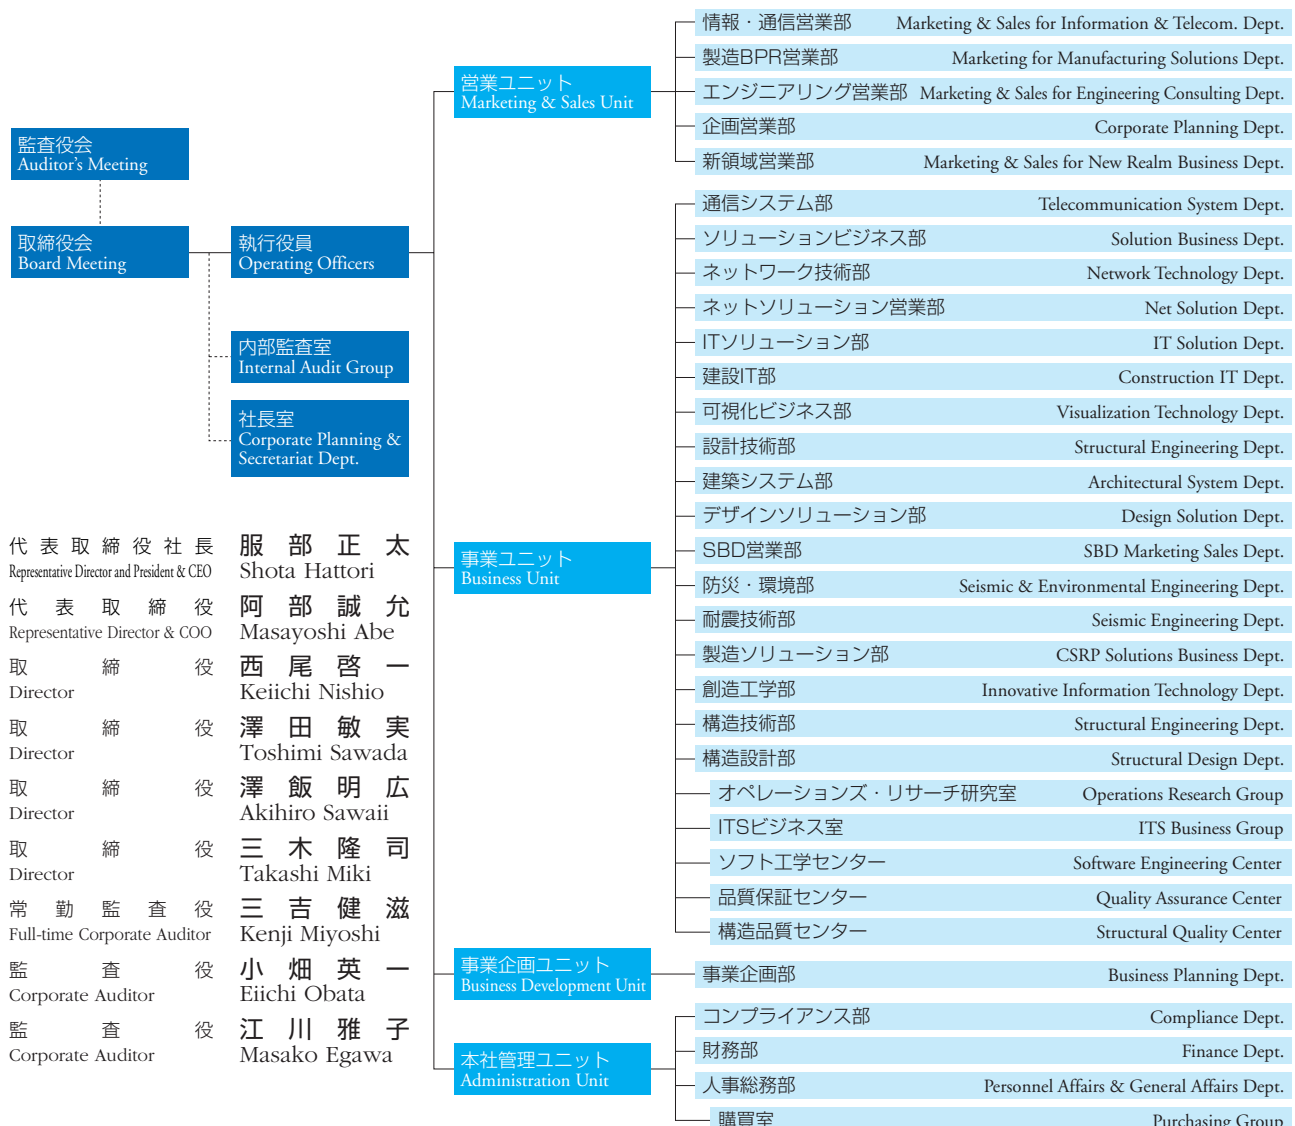 監査役会
Auditor's Meeting
取締役会
Board Meeting
執行役員
Operating Officers
内部監査室
Internal Audit Group
社長室
Corporate Planning &
Secretariat Dept.
代表取締役社長 服部正太
Representative Director and President & CEO Shota Hattori
代表取締役 阿部誠允
Representative Director & COO Masayoshi Abe
取締役 西尾啓一
Director Keiichi Nishio
取締役 澤田敏実
Director Toshimi Sawada
取締役 澤飯明広
Director Akihiro Sawaii
取締役 三木隆司
Director Takashi Miki
常勤監査役 三吉健滋
Full-time Corporate Auditor Kenji Miyoshi
監査役 小畑英一
Corporate Auditor Eiichi Obata
監査役 江川雅子
Corporate Auditor Masako Egawa
営業ユニット
Marketing & Sales Unit
情報・通信営業部 Marketing & Sales for Information & Telecom. Dept.
製造BPR営業部 Marketing for Manufacturing Solutions Dept.
エンジニアリング営業部 Marketing & Sales for Engineering Consulting Dept.
企画営業部 Corporate Planning Dept.
新領域営業部 Marketing & Sales for New Realm Business Dept.
事業ユニット
Business Unit
通信システム部 Telecommunication System Dept.
ソリューションビジネス部 Solution Business Dept.
ネットワーク技術部 Network Technology Dept.
ネットソリューション営業部 Net Solution Dept.
ITソリューション部 IT Solution Dept.
建設IT部 Construction IT Dept.
可視化ビジネス部 Visualization Technology Dept.
設計技術部 Structural Engineering Dept.
建築システム部 Architectural System Dept.
デザインソリューション部 Design Solution Dept.
SBD営業部 SBD Marketing Sales Dept.
防災・環境部 Seismic & Environmental Engineering Dept.
耐震技術部 Seismic Engineering Dept.
製造ソリューション部 CSRP Solutions Business Dept.
創造工学部 Innovative Information Technology Dept.
構造技術部 Structural Engineering Dept.
構造設計部 Structural Design Dept.
オペレーションズ・リサーチ研究室 Operations Research Group
ITSビジネス室 ITS Business Group
ソフト工学センター Software Engineering Center
品質保証センター Quality Assurance Center
構造品質センター Structural Quality Center
事業企画ユニット
Business Development Unit
事業企画部 Business Planning Dept.
本社管理ユニット
Administration Unit
コンプライアンス部 Compliance Dept.
財務部 Finance Dept.
人事総務部 Personnel Affairs & General Affairs Dept.
購買室 Purchasing Group